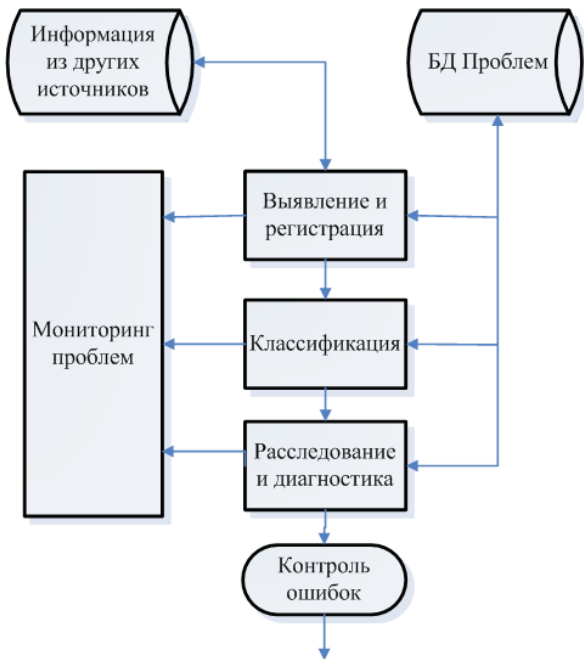 Информация
из других
источников
БД Проблем
Выявление и
регистрация
Мониторинг
проблем
Классификация
Расследование
и диагностика
Контроль
ошибок